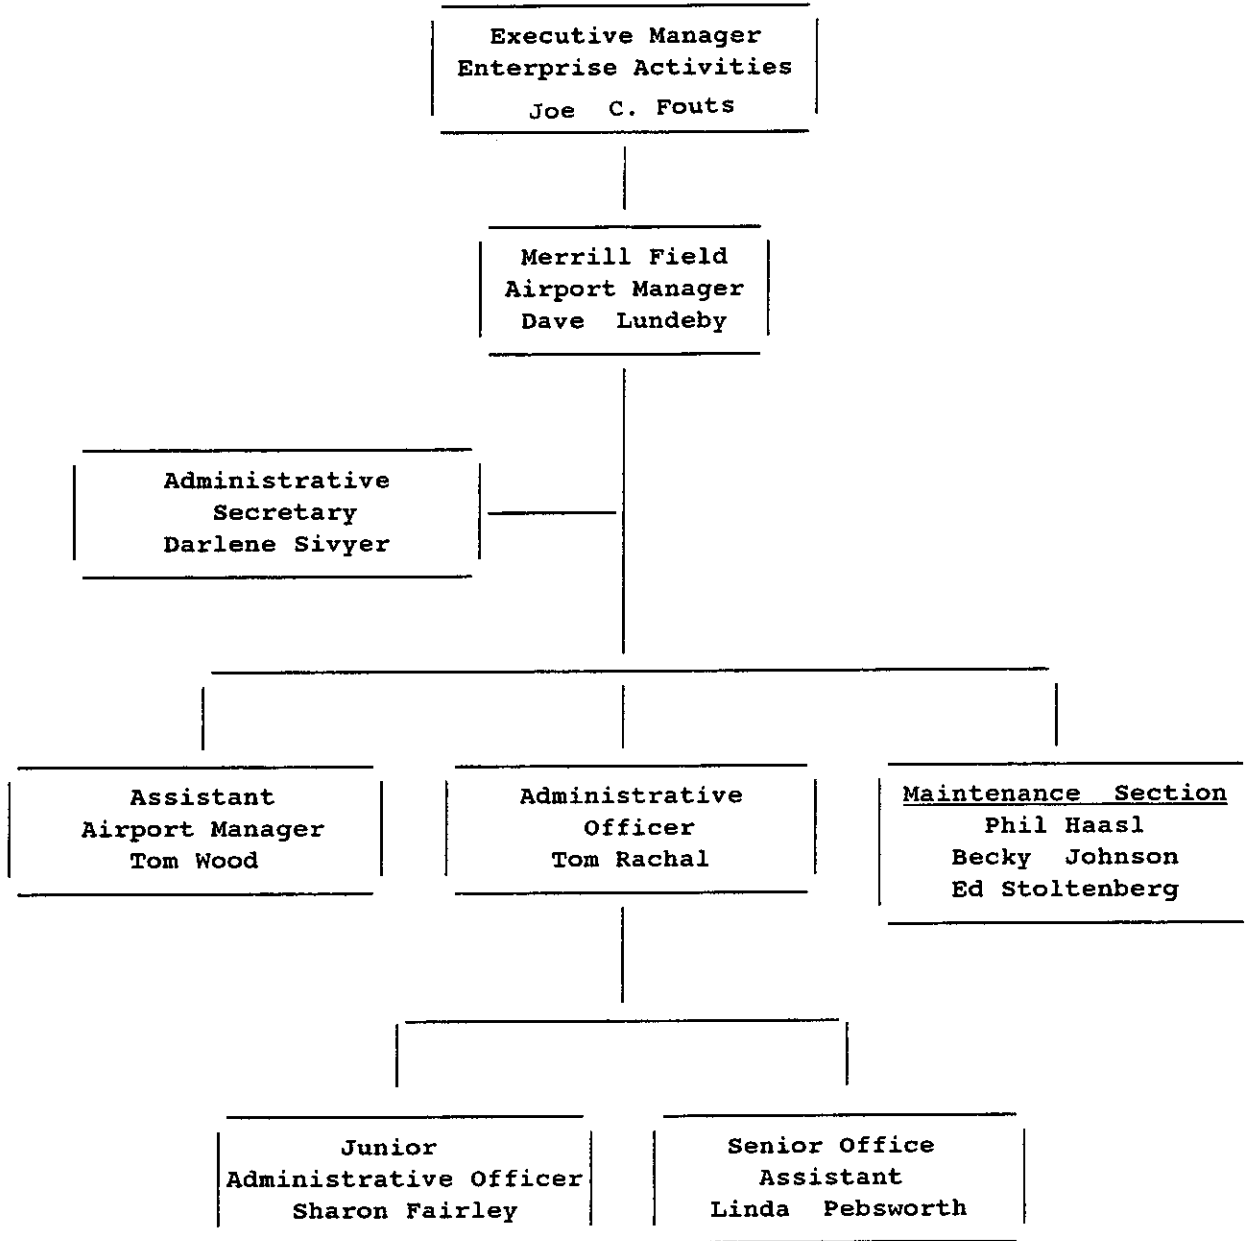 Executive Manager
Enterprise Activities
Joe C. Fouts
Merrill Field
Airport Manager
Dave Lundeby
Administrative
Secretary
Darlene Sivyer
Assistant
Airport Manager
Tom Wood
Administrative
Officer
Tom Rachal
Maintenance Section
Phil Haasl
Becky Johnson
Ed Stoltenberg
Junior
Administrative Officer
Sharon Fairley
Senior Office
Assistant
Linda Pebsworth